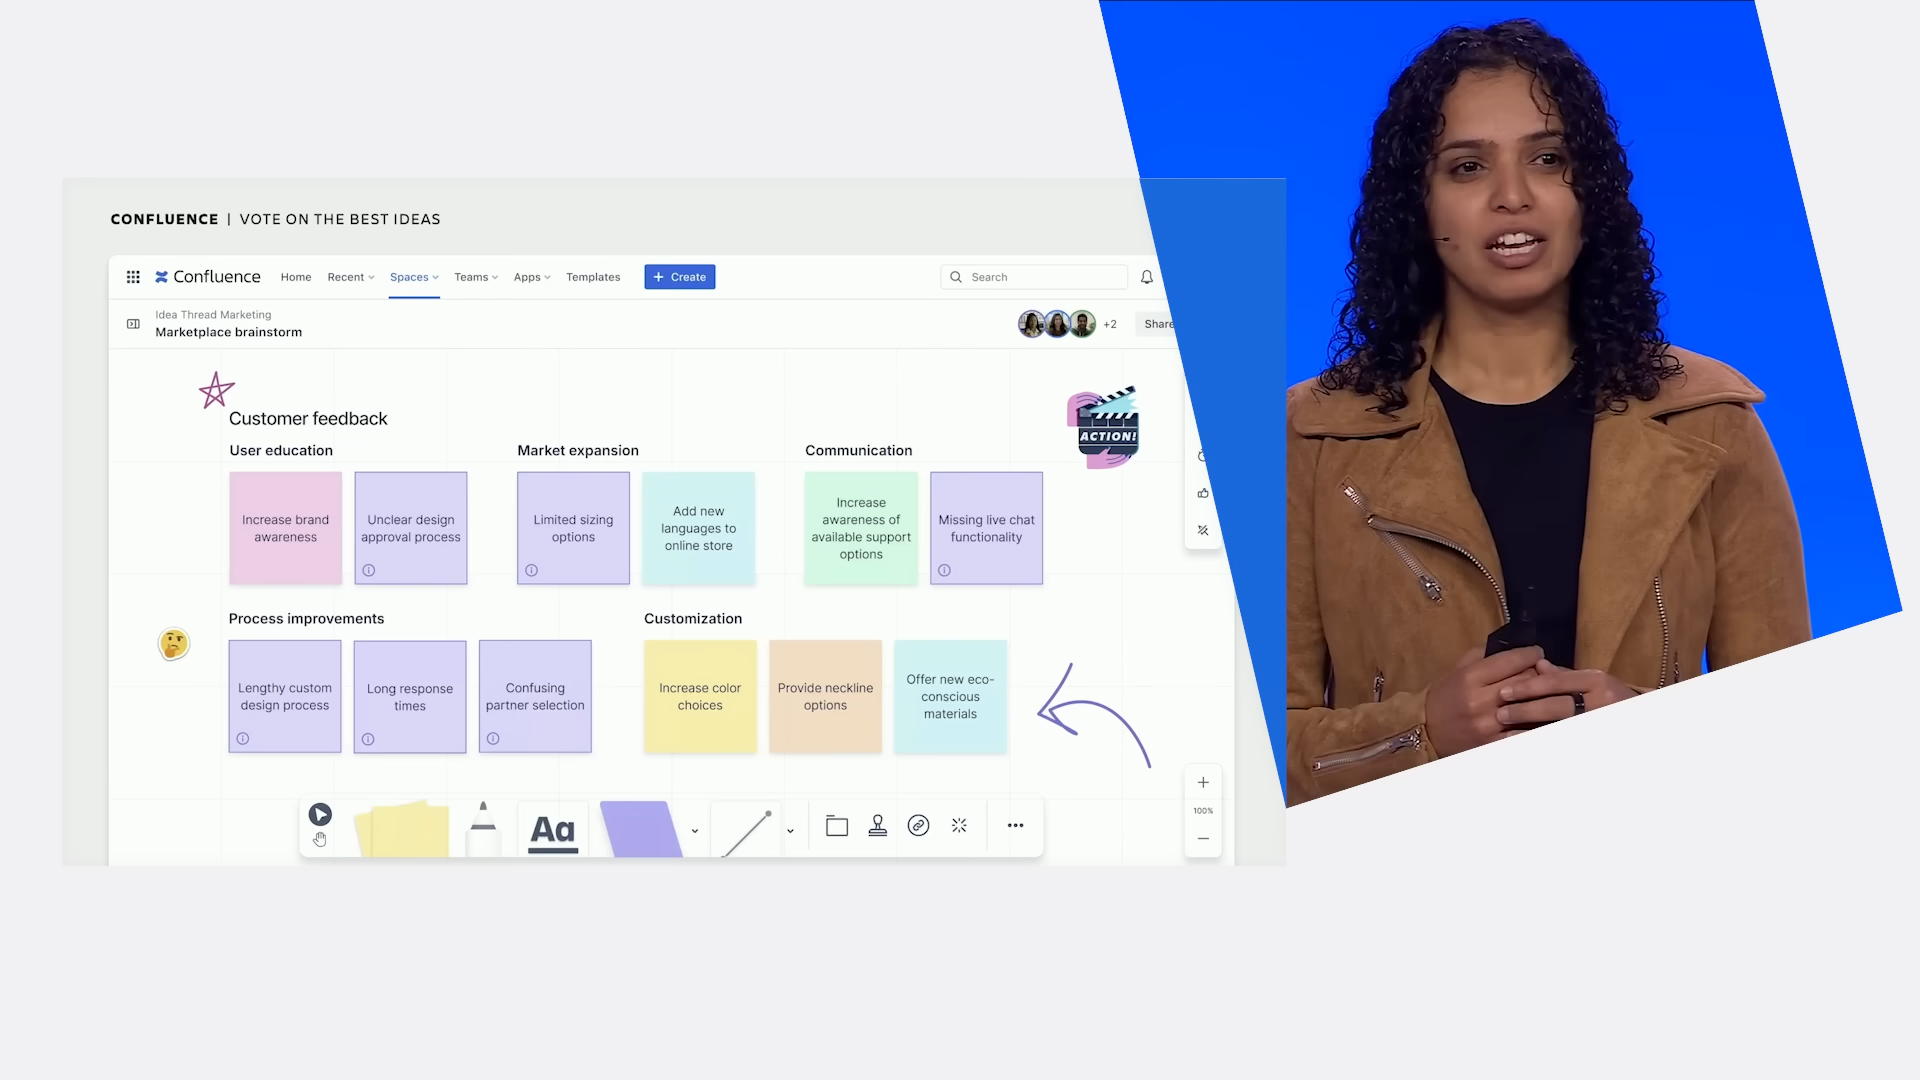 CONFLUENCE | VOTE ON THE BEST IDEAS
Confluence Home Recent Spaces Teams Apps Templates + Create Search
Idea Thread Marketing
Marketplace brainstorm
+2
Share
Customer feedback
ACTION!
User education
Market expansion
Communication
Increase brand
awareness
Unclear design
approval process
Limited sizing
options
Add new
languages to
online store
Increase
awareness of
available support
options
Missing live chat
functionality
Process improvements
Customization
Lengthy custom
design process
Long response
times
Confusing
partner selection
Increase color
choices
Provide neckline
options
Offer new eco-
conscious
materials
Aa
100%